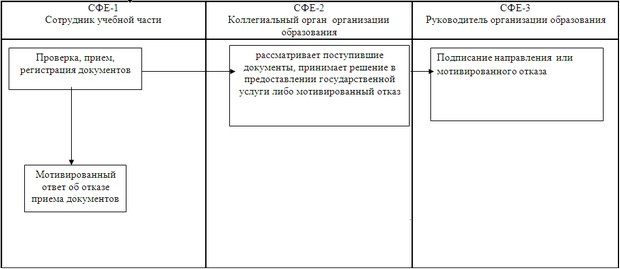 СФЕ-1
Сотрудник учебной части
СФЕ-2
Коллегиальный орган организации
образования
СФЕ-3
Руководитель организации образования
Проверка, прием,
регистрация документов
рассматривает поступившие
документы, принимает решение в
предоставлении государственной
услуги либо мотивированный отказ
Подписание направления или
мотивированного отказа
Мотивированный
ответ об отказе
приема документов